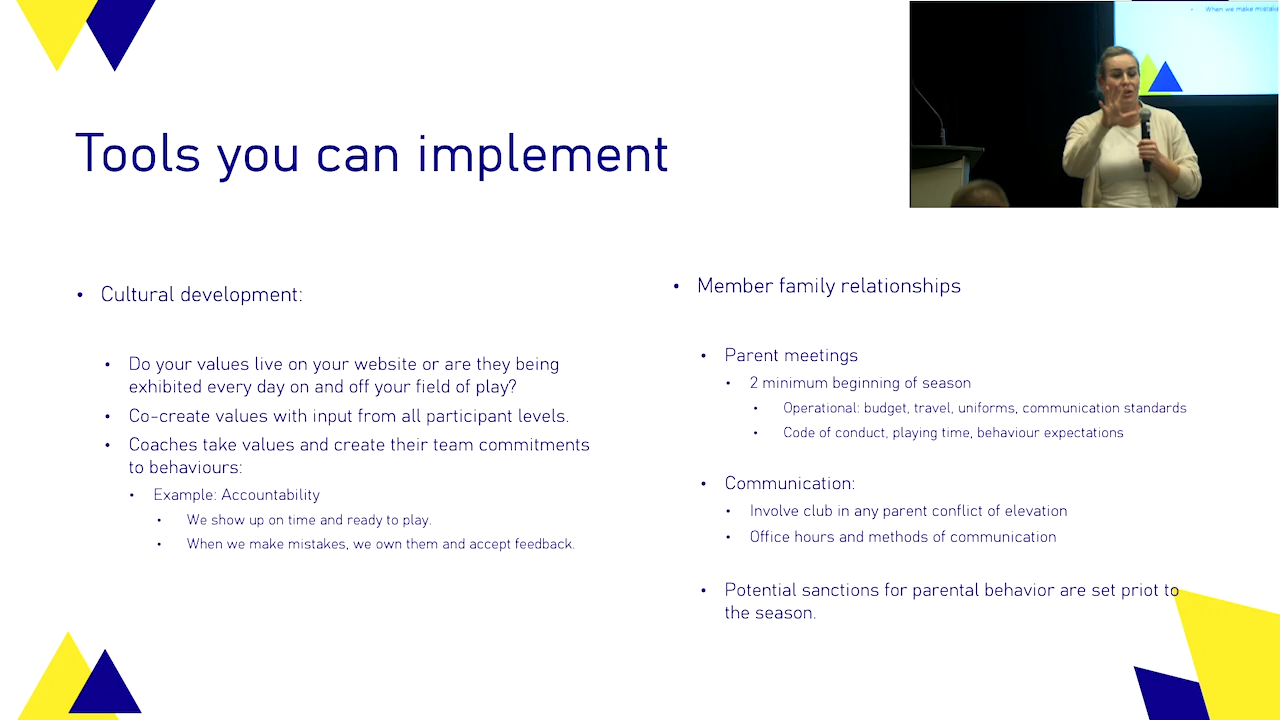 When we make mistake
Tools you can implement
• Cultural development:
• Do your values live on your website or are they being
exhibited every day on and off your field of play?
• Co-create values with input from all participant levels.
• Coaches take values and create their team commitments
to behaviours:
• Example: Accountability
• We show up on time and ready to play.
• When we make mistakes, we own them and accept feedback.
• Member family relationships
• Parent meetings
• 2 minimum beginning of season
• Operational: budget, travel, uniforms, communication standards
• Code of conduct, playing time, behaviour expectations
• Communication:
• Involve club in any parent conflict of elevation
• Office hours and methods of communication
• Potential sanctions for parental behavior are set priot to
the season.